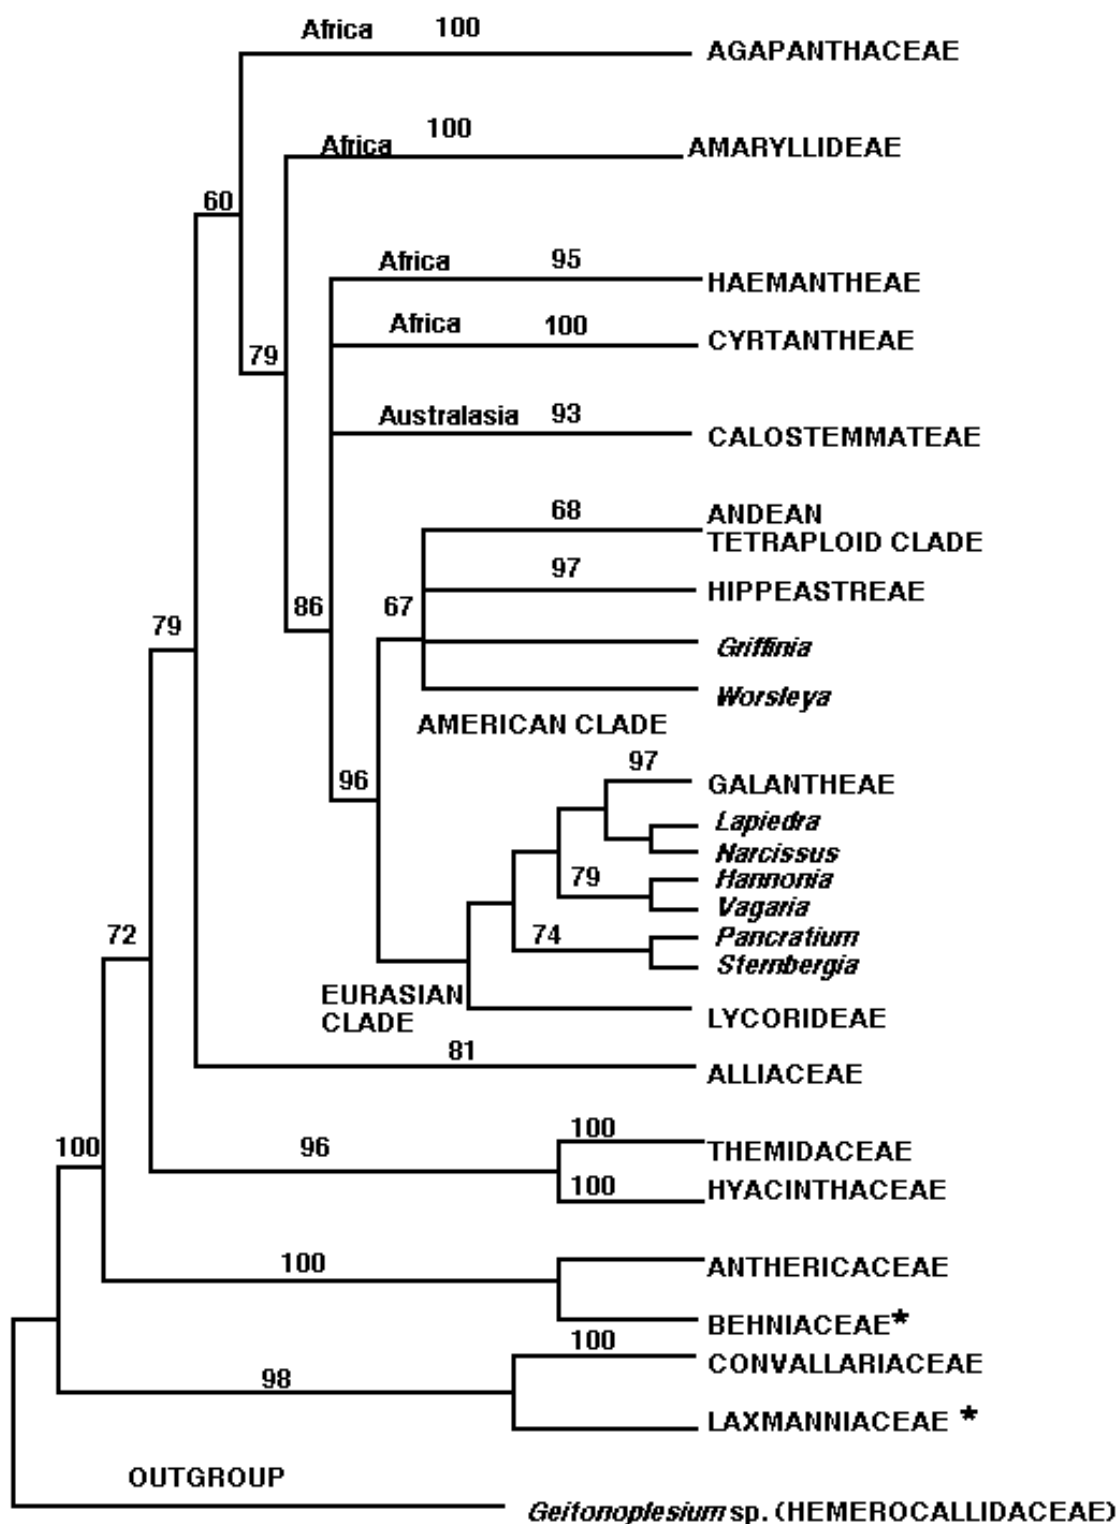 Africa 100
AGAPANTHACEAE
Africa 100
AMARYLLIDEAE
60
Africa 95
HAEMANTHEAE
Africa 100
CYRTANTHEAE
79
Australasia 93
CALOSTEMMATEAE
68
ANDEAN
TETRAPLOID CLADE
97
HIPPEASTREAE
86
67
79
Griffinia
Worsleya
AMERICAN CLADE
97
96
GALANTHEAE
Lapiedra
Narcissus
79
Hannonia
Vagaria
72
74
Pancratium
Sternbergia
EURASIAN
CLADE
LYCORIDEAE
81
ALLIACEAE
100
96
100
THEMIDACEAE
100
HYACINTHACEAE
100
ANTHERICACEAE
BEHNIACEAE*
100
CONVALLARIACEAE
98
LAXMANNIACEAE *
OUTGROUP
Geitonoplesium sp. (HEMEROCALLIDACEAE)